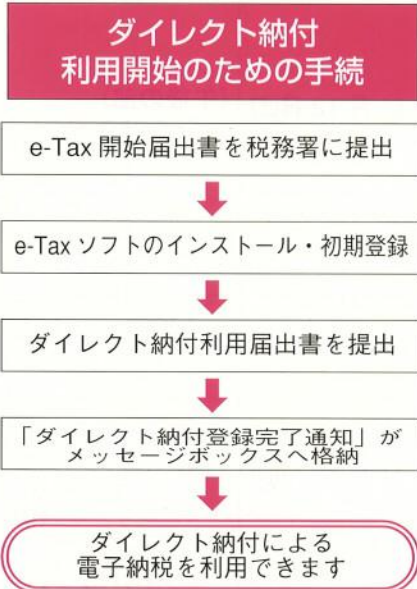 ダイレクト納付
利用開始のための手続
e-Tax 開始届出書を税務署に提出
e-Tax ソフトのインストール・初期登録
ダイレクト納付利用届出書を提出
「ダイレクト納付登録完了通知」が
メッセージボックスへ格納
ダイレクト納付による
電子納税を利用できます